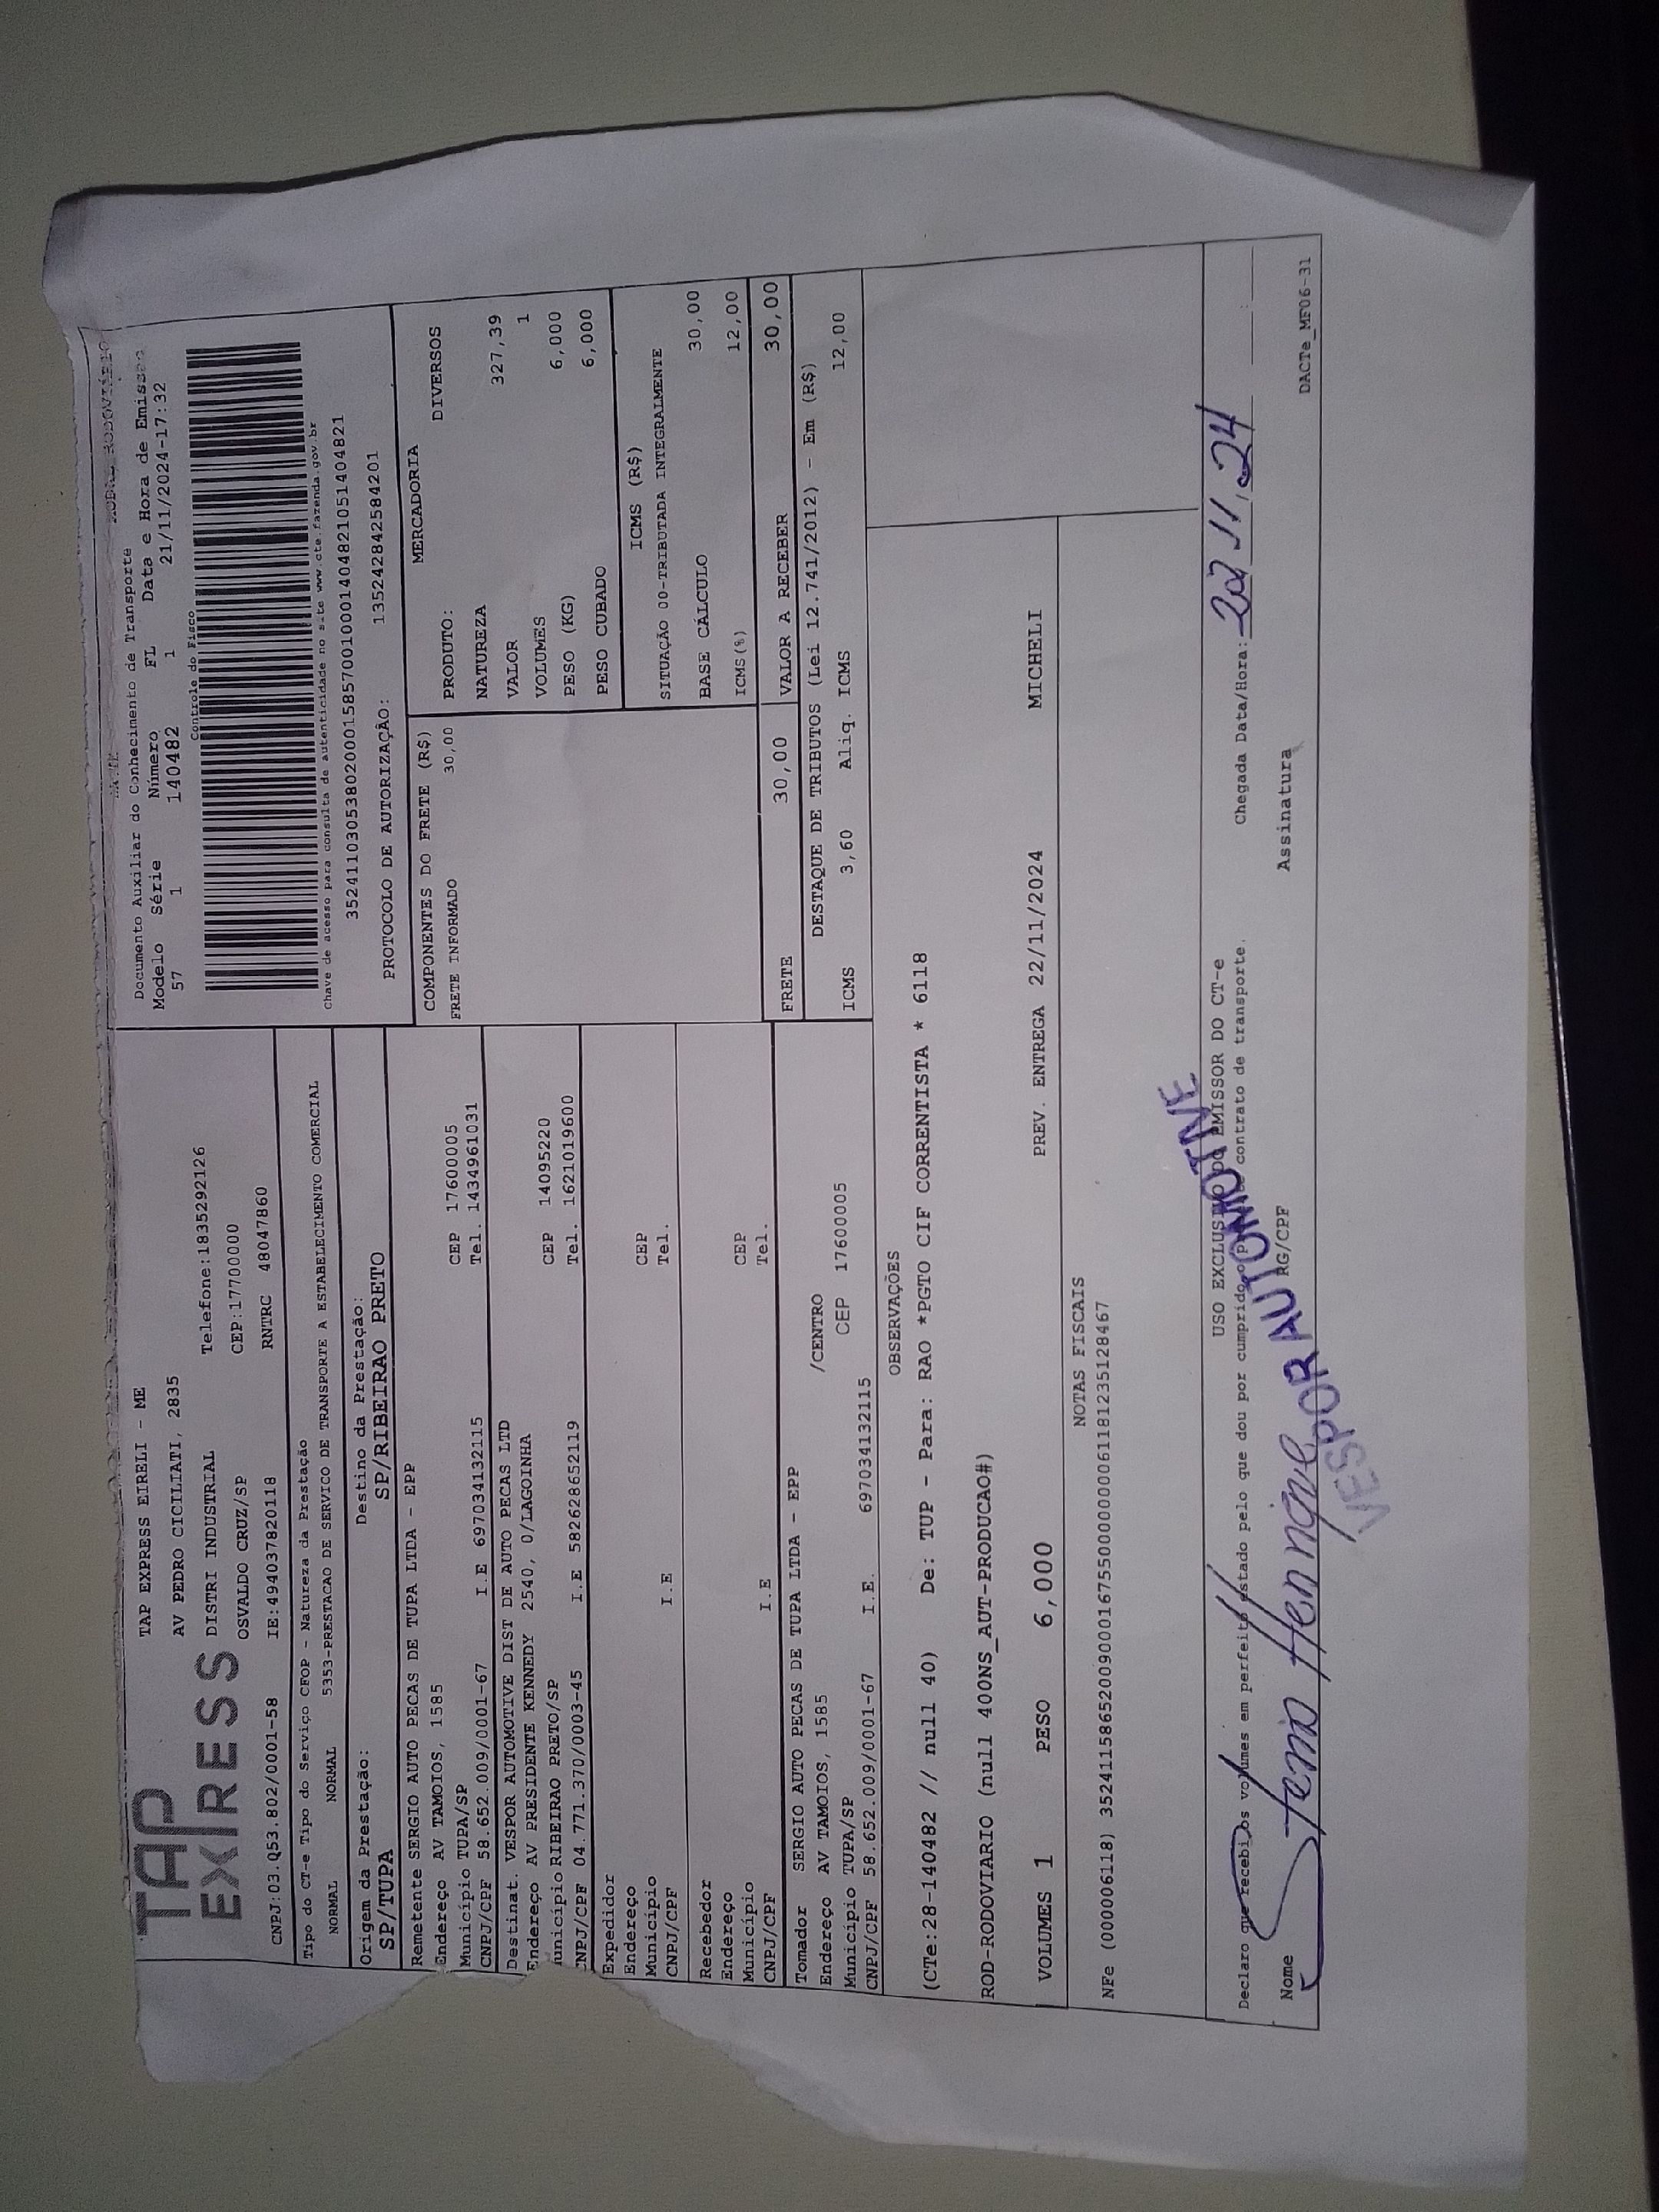 TAP
EXPRESS
TAP EXPRESS EIRELI - ME
AV PEDRO CICILIATI, 2835
DISTRI INDUSTRIAL Telefone:1835292126
OSVALDO CRUZ/SP CEP:17700000
CNPJ:03.Q53.802/0001-58 IE:494037820118 RNTRC 48047860
Documento Auxiliar do Conhecimento de Transporte
Modelo Série Número FL Data e Hora de Emissão
57 1 140482 1 21/11/2024-17:32
Controle do Fisco
Chave de acesso para consulta de autenticidade no site www.cte.fazenda.gov.br
35241103053802000158570010001404821051404821
PROTOCOLO DE AUTORIZAÇÃO: 135242842584201
Tipo do CT-e Tipo do Serviço CFOP - Natureza da Prestação
NORMAL NORMAL 5353-PRESTACAO DE SERVICO DE TRANSPORTE A ESTABELECIMENTO COMERCIAL
Origem da Prestação: Destino da Prestação:
SP/TUPA SP/RIBEIRAO PRETO
Remetente SERGIO AUTO PECAS DE TUPA LTDA - EPP
Endereço AV TAMOIOS, 1585 CEP 17600005
Município TUPA/SP Tel. 1434961031
CNPJ/CPF 58.652.009/0001-67 I.E 697034132115
Destinat. VESPOR AUTOMOTIVE DIST DE AUTO PECAS LTD
Endereço AV PRESIDENTE KENNEDY 2540, 0/LAGOINHA CEP 14095220
unicípio RIBEIRAO PRETO/SP Tel. 1621019600
CNPJ/CPF 04.771.370/0003-45 I.E 582628652119
Expedidor
Endereço CEP
Município Tel.
CNPJ/CPF I.E
Recebedor
Endereço CEP
Município Tel.
CNPJ/CPF I.E
Tomador SERGIO AUTO PECAS DE TUPA LTDA - EPP
Endereço AV TAMOIOS, 1585 /CENTRO
Município TUPA/SP CEP 17600005
CNPJ/CPF 58.652.009/0001-67 I.E. 697034132115
COMPONENTES DO FRETE (R$)
FRETE INFORMADO 30,00
MERCADORIA
PRODUTO: DIVERSOS
NATUREZA
VALOR 327,39
VOLUMES 1
PESO (KG) 6,000
PESO CUBADO 6,000
ICMS (R$)
SITUAÇÃO 00-TRIBUTADA INTEGRALMENTE
BASE CÁLCULO 30,00
ICMS(%) 12,00
FRETE 30,00 VALOR A RECEBER 30,00
DESTAQUE DE TRIBUTOS (Lei 12.741/2012) - Em (R$)
ICMS 3,60 Aliq. ICMS 12,00
OBSERVAÇÕES
(CTe:28-140482 // null 40) De: TUP - Para: RAO *PGTO CIF CORRENTISTA * 6118
ROD-RODOVIARIO (null 400NS_AUT-PRODUCAO#)
VOLUMES 1 PESO 6,000 PREV. ENTREGA 22/11/2024 MICHELI
NOTAS FISCAIS
NFe (000006118) 35241158652009000167550000000061181235128467
USO EXCLUSIVO DO EMISSOR DO CT-e
Declaro que recebi os volumes em perfeito estado pelo que dou por cumprido o contrato de transporte.
Chegada Data/Hora: 22 11,24
Nome RG/CPF Assinatura
Henrique
VESPOR AUTOMOTIVE
DACTe_MF06-31